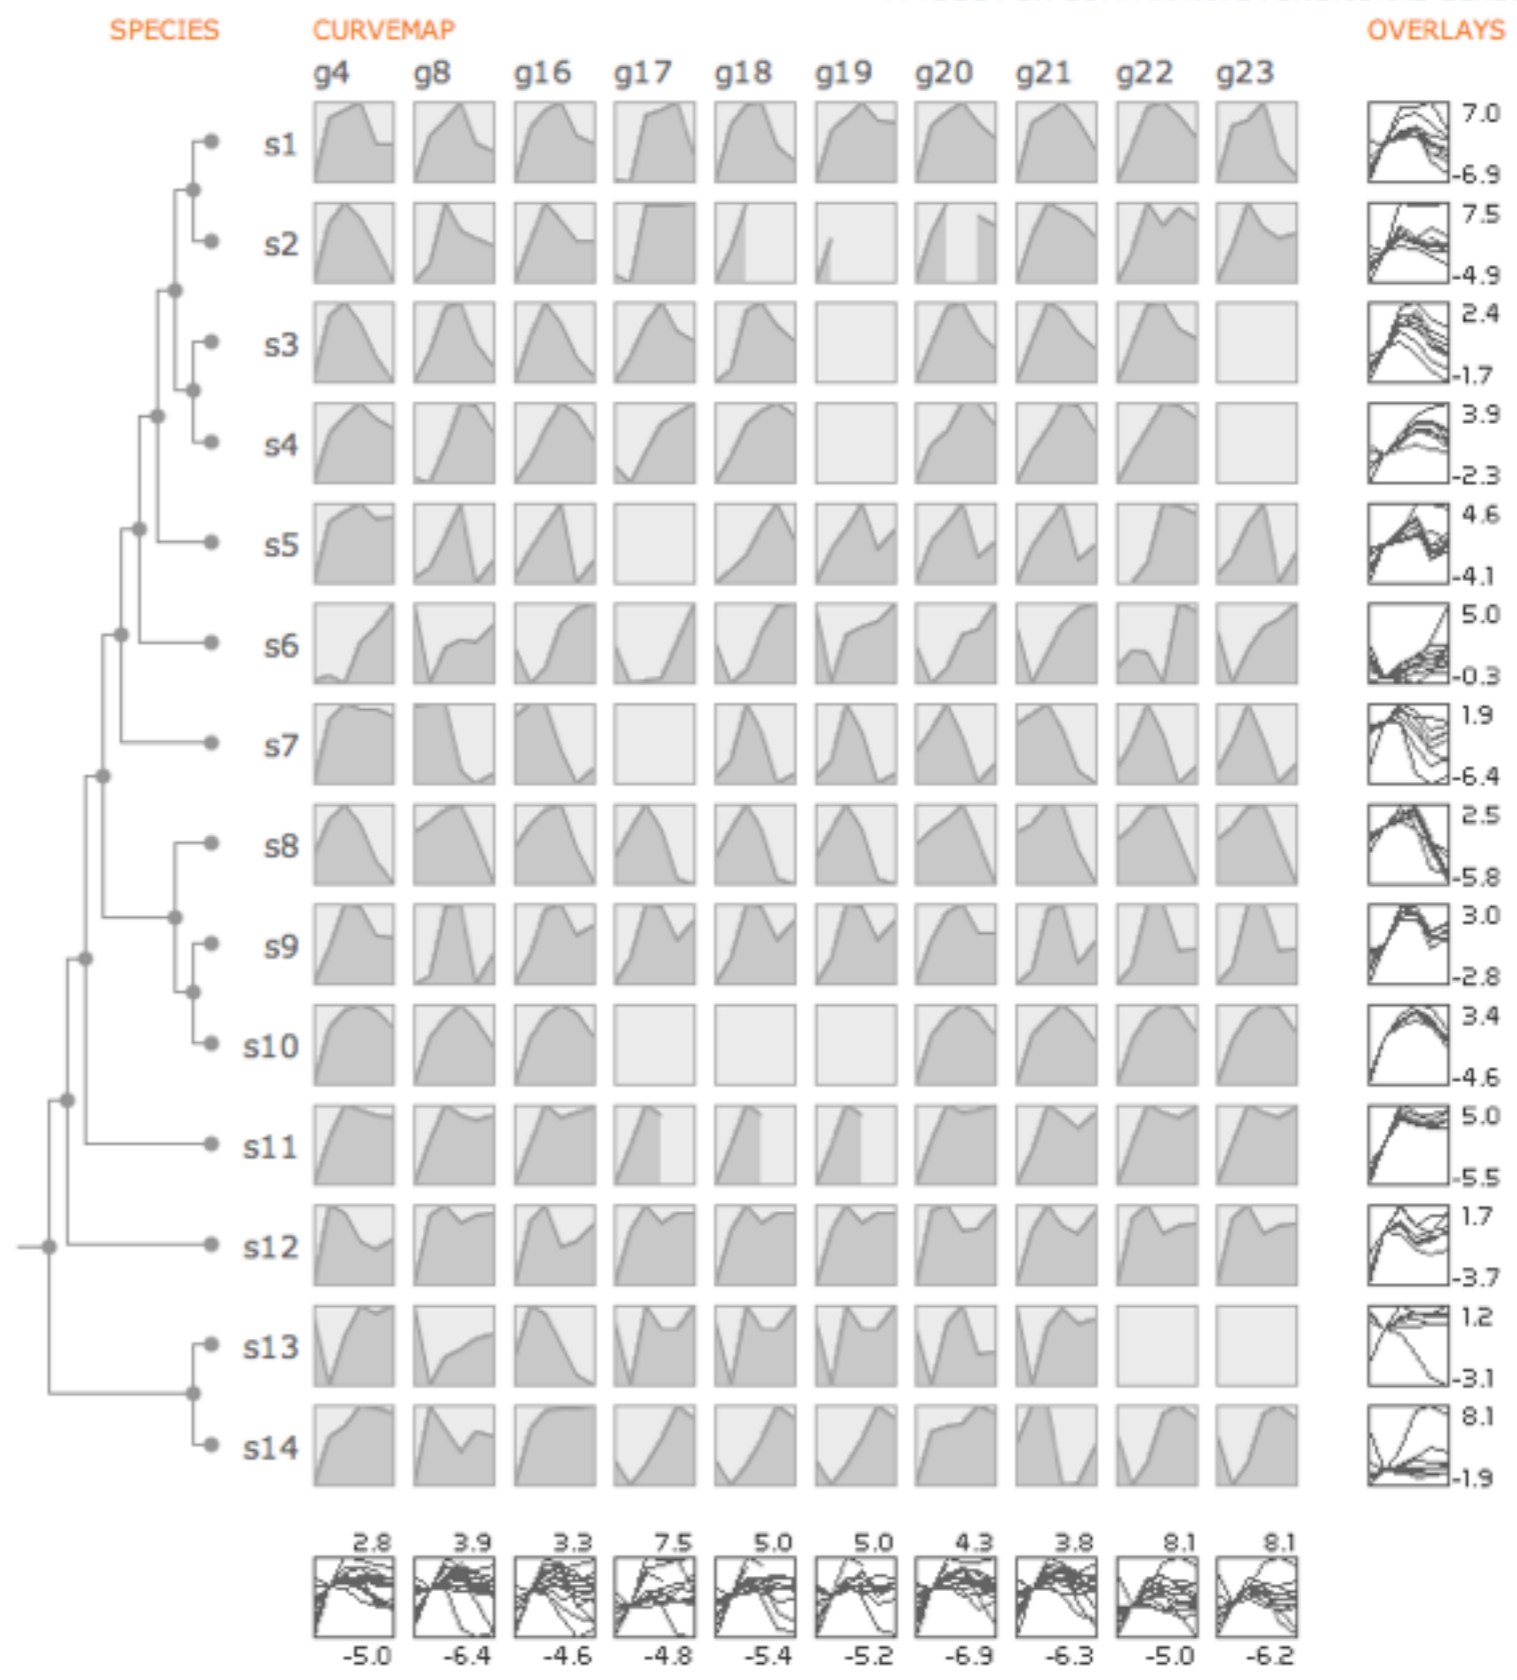 SPECIES CURVEMAP OVERLAYS
g4 g8 g16 g17 g18 g19 g20 g21 g22 g23
s1 7.0
-6.9
s2 7.5
-4.9
s3 2.4
-1.7
s4 3.9
-2.3
s5 4.6
-4.1
s6 5.0
-0.3
s7 1.9
-6.4
s8 2.5
-5.8
s9 3.0
-2.8
s10 3.4
-4.6
s11 5.0
-5.5
s12 1.7
-3.7
s13 1.2
-3.1
s14 8.1
-1.9
2.8 3.9 3.3 7.5 5.0 5.0 4.3 3.8 8.1 8.1
-5.0 -6.4 -4.6 -4.8 -5.4 -5.2 -6.9 -6.3 -5.0 -6.2